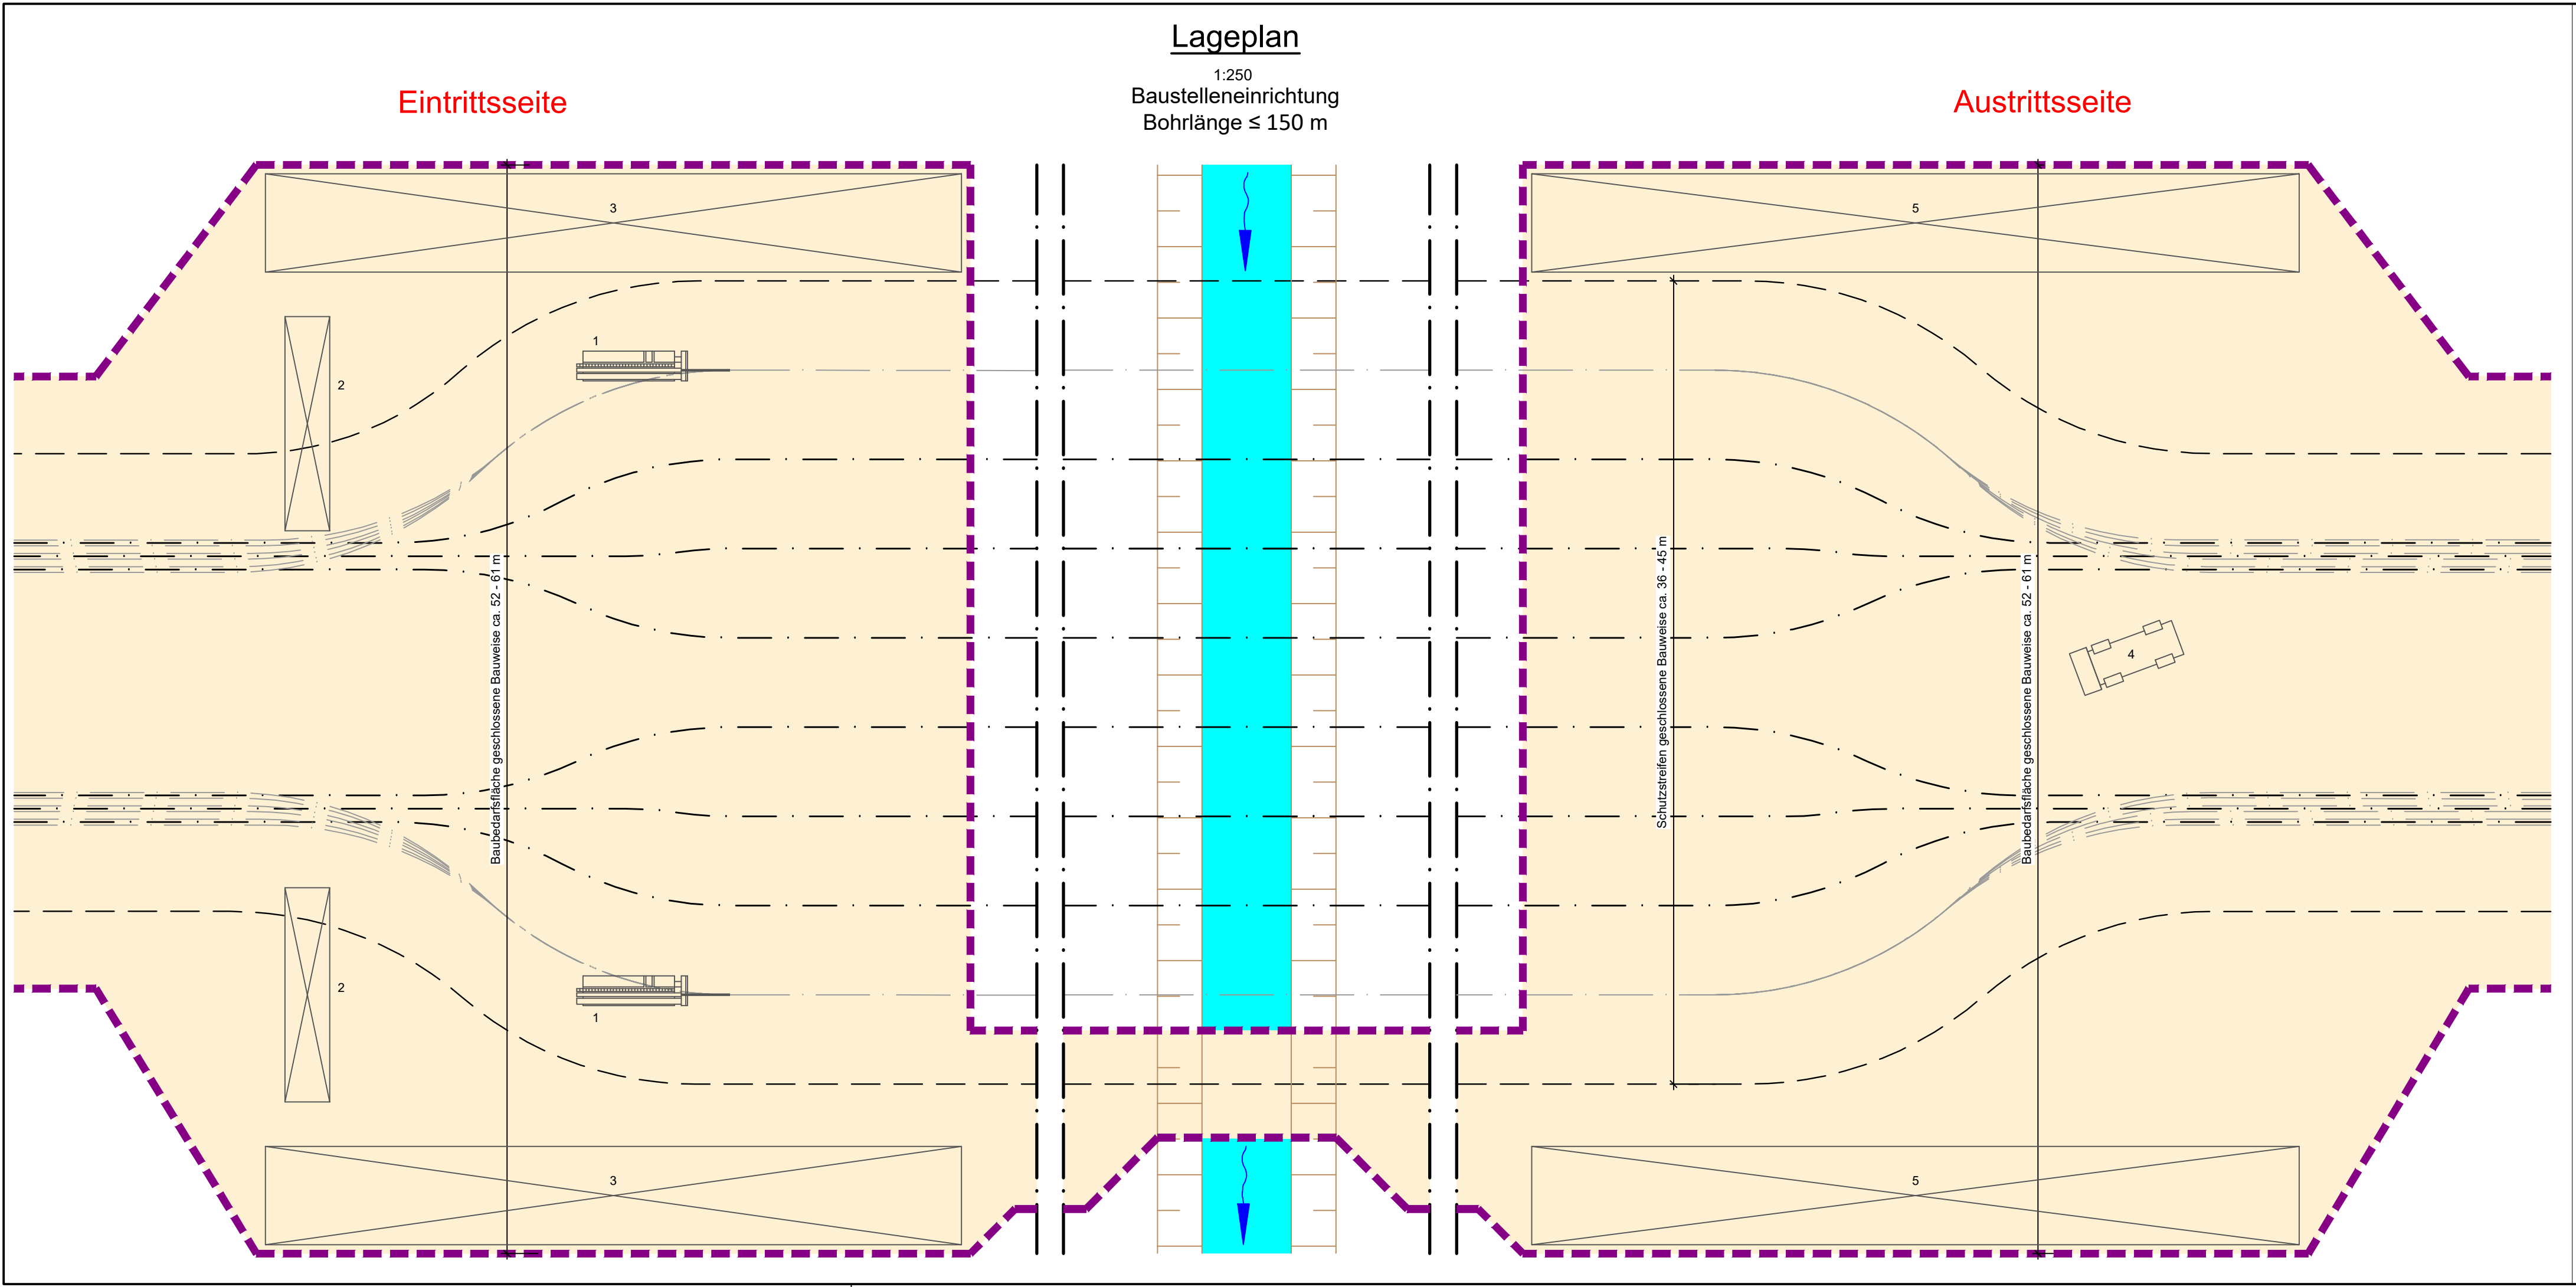 Lageplan
1:250
Baustelleneinrichtung
Bohrlänge ≤ 150 m
Eintrittsseite
Austrittsseite
3
5
1
2
Baubedarfsfläche geschlossene Bauweise ca. 52 - 61 m
Schutzstreifen geschlossene Bauweise ca. 36 - 45 m
Baubedarfsfläche geschlossene Bauweise ca. 52 - 61 m
4
2
1
3
5